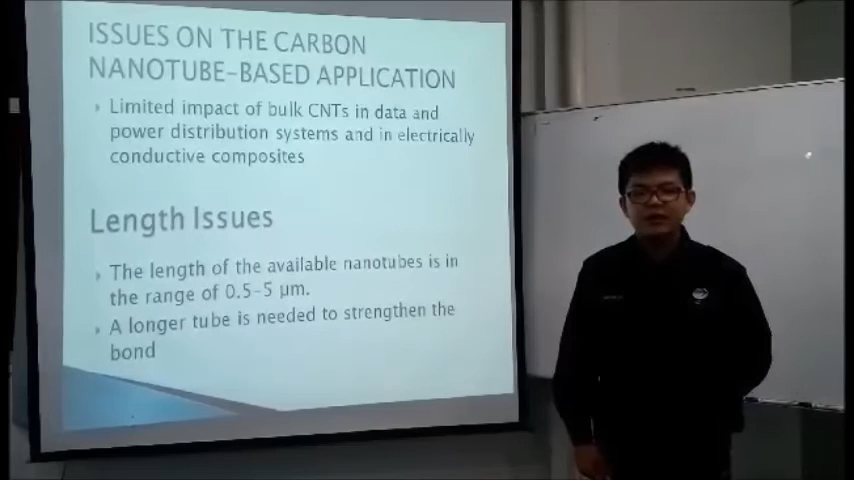 ISSUES ON THE CARBON
NANOTUBE-BASED APPLICATION
Limited impact of bulk CNTs in data and
power distribution systems and in electrically
conductive composites
Length Issues
The length of the available nanotubes is in
the range of 0.5-5 μm.
A longer tube is needed to strengthen the
bond